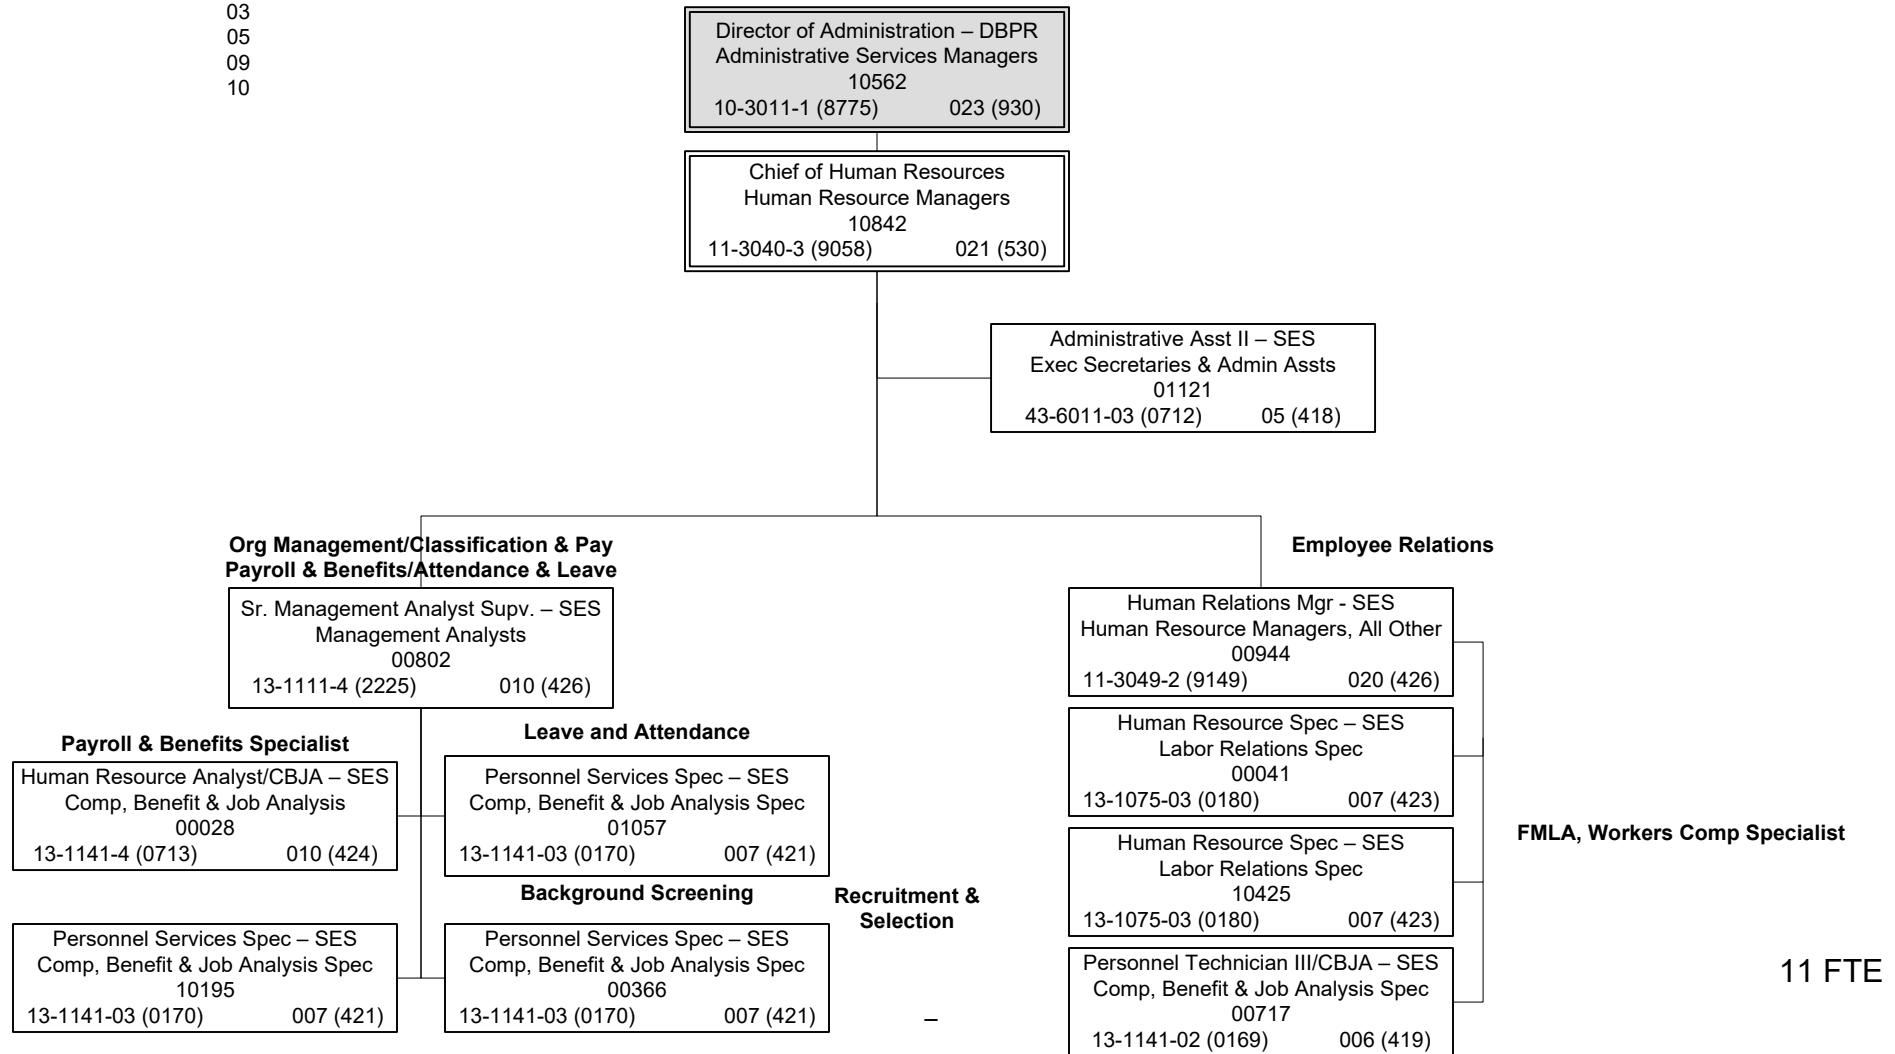 03
05
09
10
Director of Administration – DBPR
Administrative Services Managers
10562
10-3011-1 (8775) 023 (930)
Chief of Human Resources
Human Resource Managers
10842
11-3040-3 (9058) 021 (530)
Administrative Asst II – SES
Exec Secretaries & Admin Assts
01121
43-6011-03 (0712) 05 (418)
Org Management/Classification & Pay
Payroll & Benefits/Attendance & Leave
Sr. Management Analyst Supv. – SES
Management Analysts
00802
13-1111-4 (2225) 010 (426)
Payroll & Benefits Specialist
Human Resource Analyst/CBJA – SES
Comp, Benefit & Job Analysis
00028
13-1141-4 (0713) 010 (424)
Leave and Attendance
Personnel Services Spec – SES
Comp, Benefit & Job Analysis Spec
01057
13-1141-03 (0170) 007 (421)
Personnel Services Spec – SES
Comp, Benefit & Job Analysis Spec
10195
13-1141-03 (0170) 007 (421)
Background Screening
Personnel Services Spec – SES
Comp, Benefit & Job Analysis Spec
00366
13-1141-03 (0170) 007 (421)
Recruitment &
Selection
–
Employee Relations
Human Relations Mgr - SES
Human Resource Managers, All Other
00944
11-3049-2 (9149) 020 (426)
Human Resource Spec – SES
Labor Relations Spec
00041
13-1075-03 (0180) 007 (423)
Human Resource Spec – SES
Labor Relations Spec
10425
13-1075-03 (0180) 007 (423)
Personnel Technician III/CBJA – SES
Comp, Benefit & Job Analysis Spec
00717
13-1141-02 (0169) 006 (419)
FMLA, Workers Comp Specialist
11 FTE